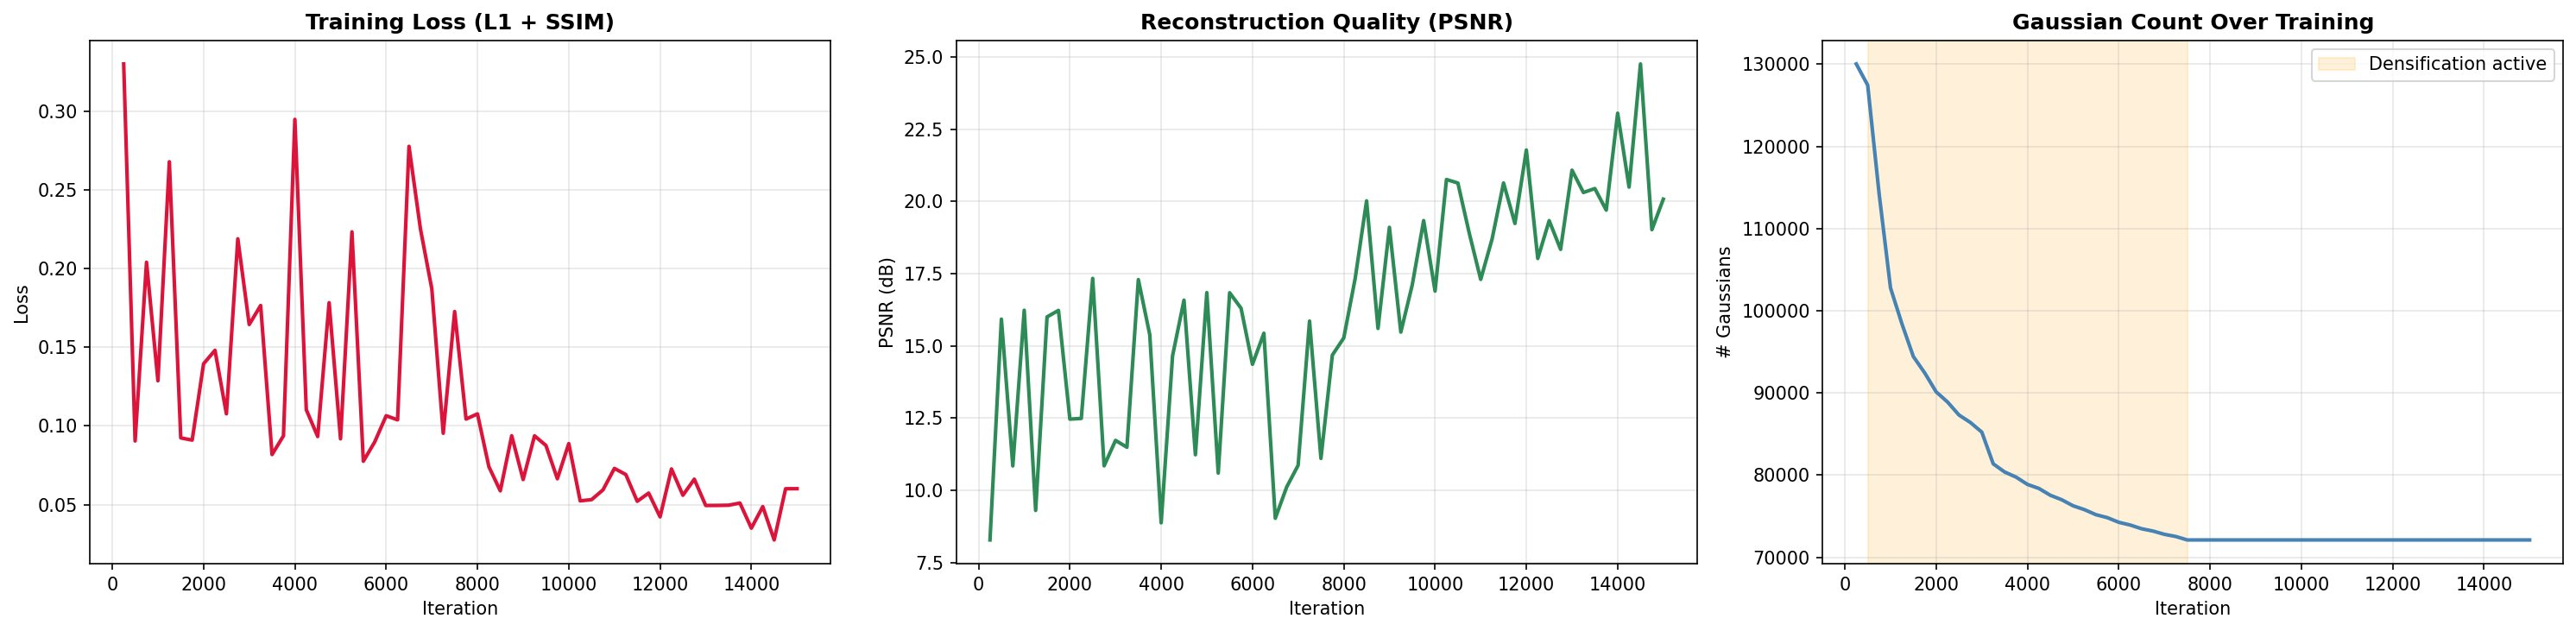 Training Loss (L1 + SSIM)
0.30
0.25
0.20
0.15
0.10
0.05
Loss
0 2000 4000 6000 8000 10000 12000 14000
Iteration
Reconstruction Quality (PSNR)
25.0
22.5
20.0
17.5
15.0
12.5
10.0
7.5
PSNR (dB)
0 2000 4000 6000 8000 10000 12000 14000
Iteration
Gaussian Count Over Training
Densification active
130000
120000
110000
100000
90000
80000
70000
# Gaussians
0 2000 4000 6000 8000 10000 12000 14000
Iteration